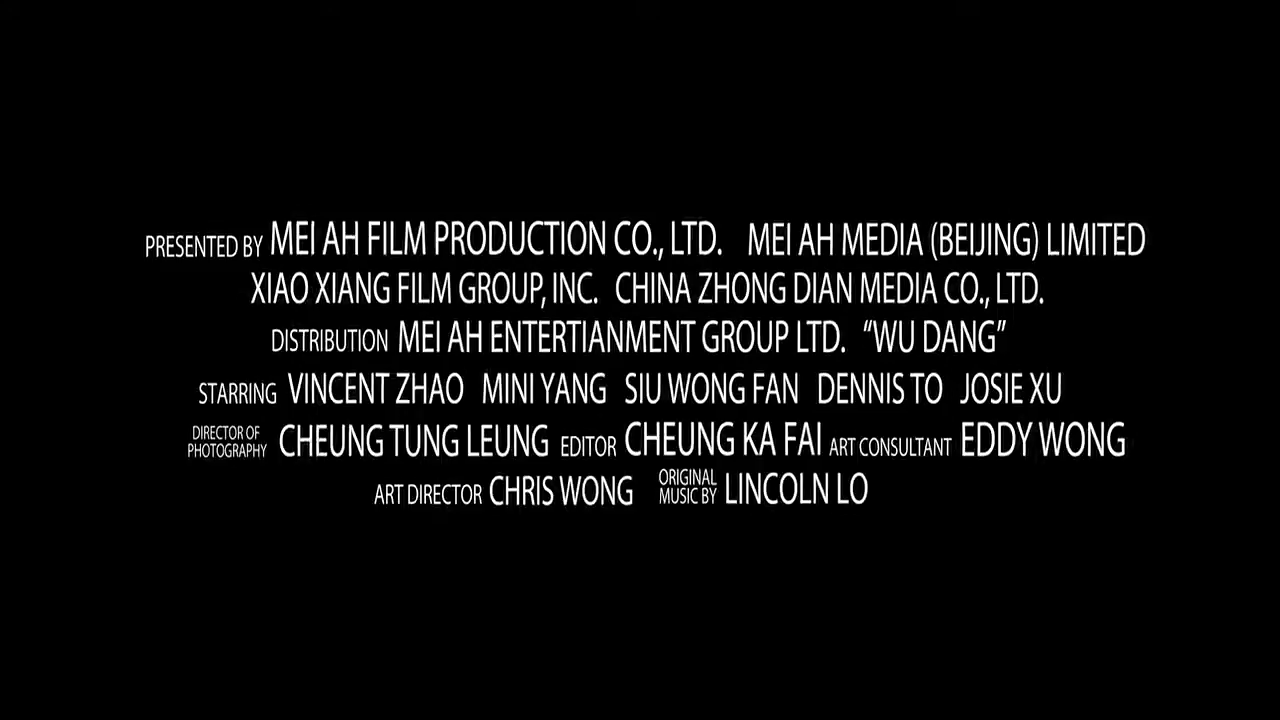 PRESENTED BY MEI AH FILM PRODUCTION CO., LTD. MEI AH MEDIA (BEIJING) LIMITED
XIAO XIANG FILM GROUP, INC. CHINA ZHONG DIAN MEDIA CO., LTD.
DISTRIBUTION MEI AH ENTERTIANMENT GROUP LTD. “WU DANG”
STARRING VINCENT ZHAO MINI YANG SIU WONG FAN DENNIS TO JOSIE XU
DIRECTOR OF PHOTOGRAPHY CHEUNG TUNG LEUNG EDITOR CHEUNG KA FAI ART CONSULTANT EDDY WONG
ART DIRECTOR CHRIS WONG ORIGINAL MUSIC BY LINCOLN LO